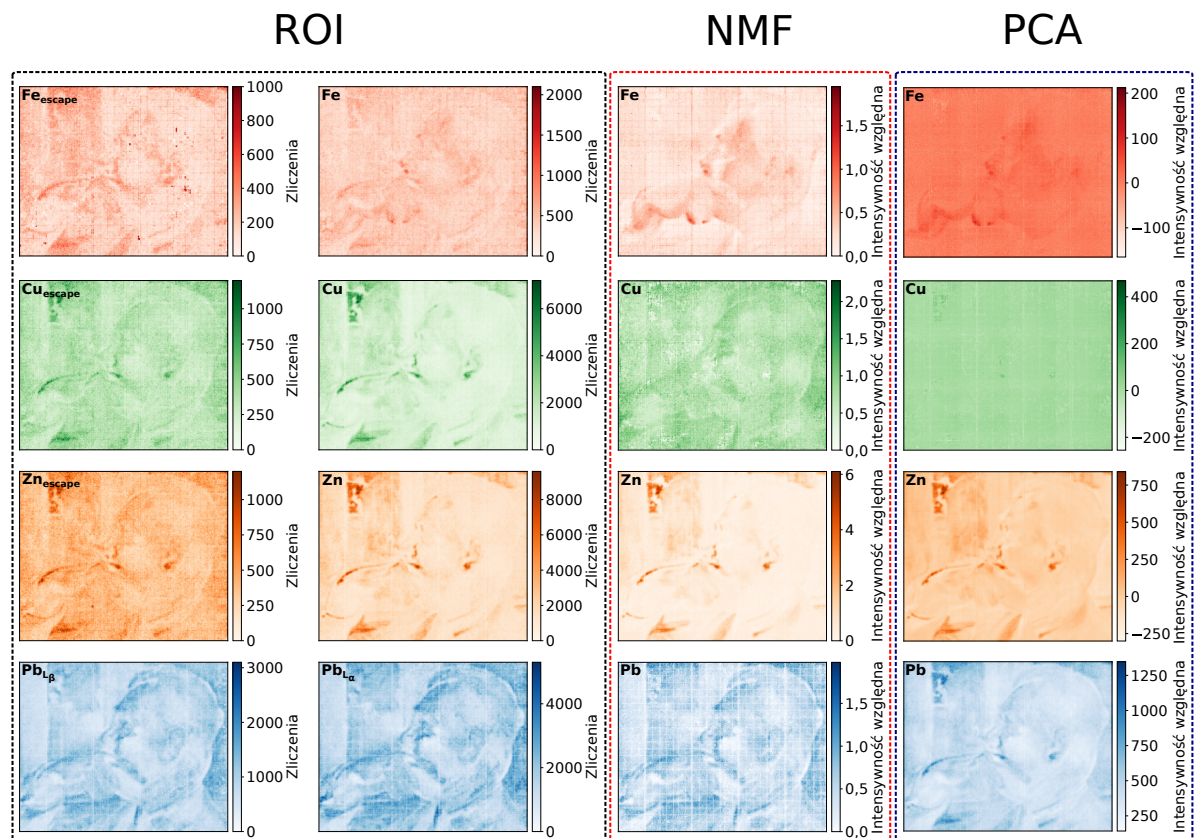 ROI NMF PCA
Fe_escape 1000 800 600 400 200 0 Zliczenia
Fe 2000 1500 1000 500 0 Zliczenia
Fe 1,5 1,0 0,5 0,0 Intensywność względna
Fe 200 100 0 −100 Intensywność względna
Cu_escape 1000 750 500 250 0 Zliczenia
Cu 6000 4000 2000 0 Zliczenia
Cu 2,0 1,5 1,0 0,5 0,0 Intensywność względna
Cu 400 200 0 −200 Intensywność względna
Zn_escape 1000 750 500 250 0 Zliczenia
Zn 8000 6000 4000 2000 0 Zliczenia
Zn 6 4 2 0 Intensywność względna
Zn 750 500 250 0 −250 Intensywność względna
Pb_Lβ 3000 2000 1000 0 Zliczenia
Pb_Lα 4000 2000 0 Zliczenia
Pb 1,5 1,0 0,5 0,0 Intensywność względna
Pb 1250 1000 750 500 250 Intensywność względna